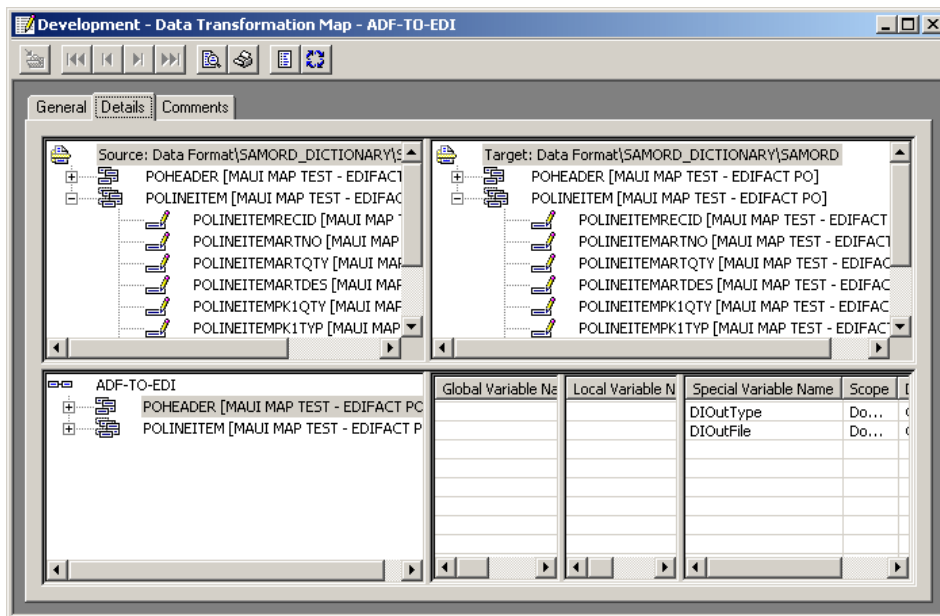 Development - Data Transformation Map - ADF-TO-EDI
General Details Comments
Source: Data Format\SAMORD_DICTIONARY\S
POHEADER [MAUI MAP TEST - EDIFACT
POLINEITEM [MAUI MAP TEST - EDIFAC
POLINEITEMRECID [MAUI MAP T
POLINEITEMARTNO [MAUI MAP
POLINEITEMARTQTY [MAUI MAP
POLINEITEMARTDES [MAUI MAP
POLINEITEMPK1QTY [MAUI MAP
POLINEITEMPK1TYP [MAUI MAP
Target: Data Format\SAMORD_DICTIONARY\SAMORD
POHEADER [MAUI MAP TEST - EDIFACT PO]
POLINEITEM [MAUI MAP TEST - EDIFACT PO]
POLINEITEMRECID [MAUI MAP TEST - EDIFACT
POLINEITEMARTNO [MAUI MAP TEST - EDIFACT
POLINEITEMARTQTY [MAUI MAP TEST - EDIFAC
POLINEITEMARTDES [MAUI MAP TEST - EDIFAC
POLINEITEMPK1QTY [MAUI MAP TEST - EDIFAC
POLINEITEMPK1TYP [MAUI MAP TEST - EDIFAC
ADF-TO-EDI
POHEADER [MAUI MAP TEST - EDIFACT PO
POLINEITEM [MAUI MAP TEST - EDIFACT P
Global Variable Na Local Variable N Special Variable Name Scope
DIOutType Do...
DIOutFile Do...